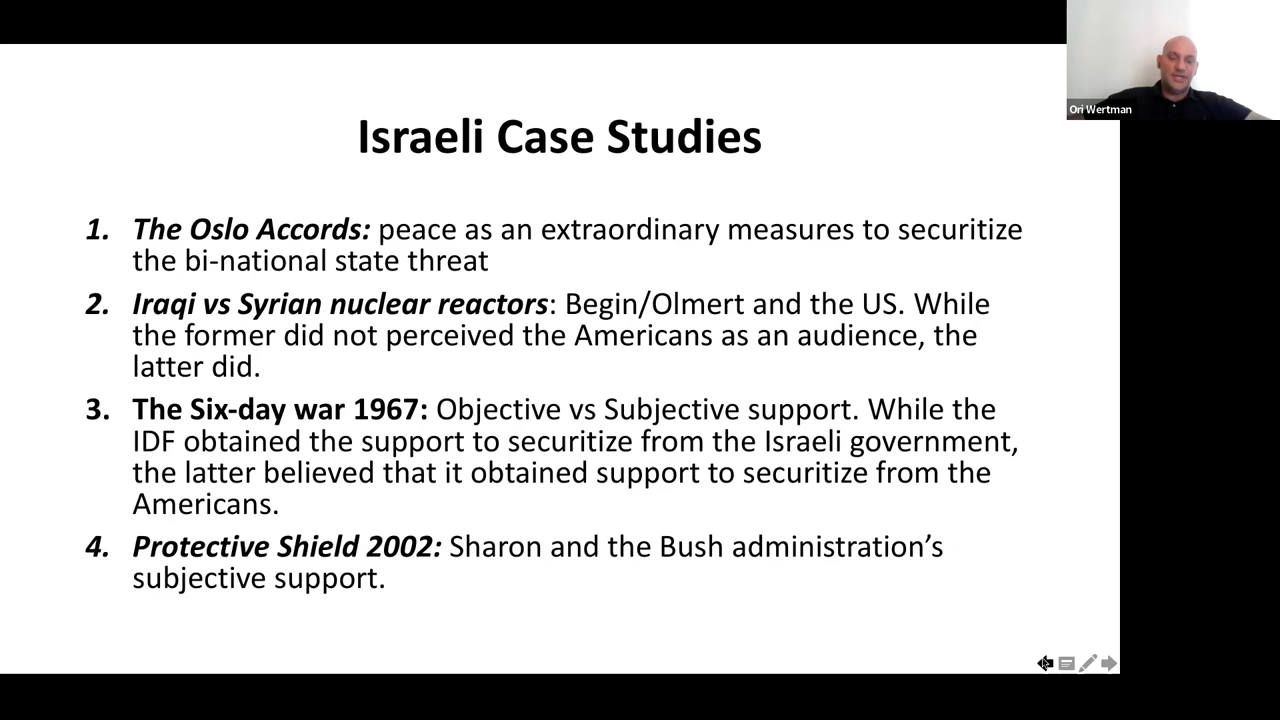 Ori Wertman
Israeli Case Studies
1. The Oslo Accords: peace as an extraordinary measures to securitize
the bi-national state threat
2. Iraqi vs Syrian nuclear reactors: Begin/Olmert and the US. While
the former did not perceived the Americans as an audience, the
latter did.
3. The Six-day war 1967: Objective vs Subjective support. While the
IDF obtained the support to securitize from the Israeli government,
the latter believed that it obtained support to securitize from the
Americans.
4. Protective Shield 2002: Sharon and the Bush administration’s
subjective support.